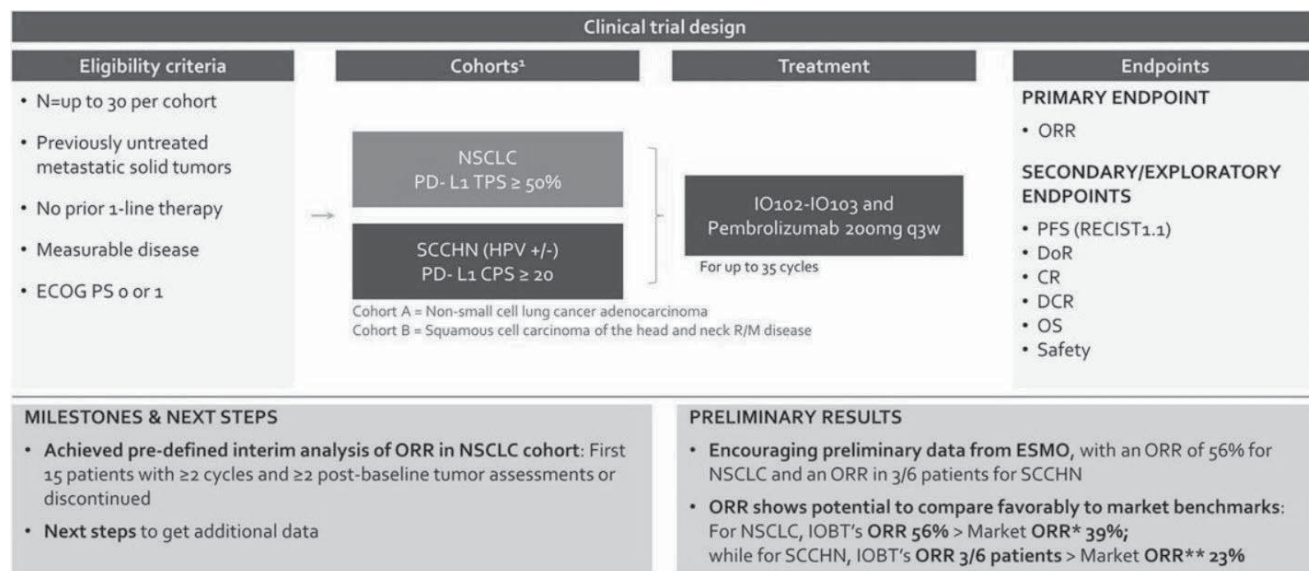 Clinical trial design
Eligibility criteria
• N=up to 30 per cohort
• Previously untreated
metastatic solid tumors
• No prior 1-line therapy
• Measurable disease
• ECOG PS 0 or 1
Cohorts¹
NSCLC
PD- L1 TPS ≥ 50%
SCCHN (HPV +/-)
PD- L1 CPS ≥ 20
Cohort A = Non-small cell lung cancer adenocarcinoma
Cohort B = Squamous cell carcinoma of the head and neck R/M disease
Treatment
IO102-IO103 and
Pembrolizumab 200mg q3w
For up to 35 cycles
Endpoints
PRIMARY ENDPOINT
• ORR
SECONDARY/EXPLORATORY
ENDPOINTS
• PFS (RECIST1.1)
• DoR
• CR
• DCR
• OS
• Safety
MILESTONES & NEXT STEPS
• Achieved pre-defined interim analysis of ORR in NSCLC cohort: First
15 patients with ≥2 cycles and ≥2 post-baseline tumor assessments or
discontinued
• Next steps to get additional data
PRELIMINARY RESULTS
• Encouraging preliminary data from ESMO, with an ORR of 56% for
NSCLC and an ORR in 3/6 patients for SCCHN
• ORR shows potential to compare favorably to market benchmarks:
For NSCLC, IOBT's ORR 56% > Market ORR* 39%;
while for SCCHN, IOBT's ORR 3/6 patients > Market ORR** 23%